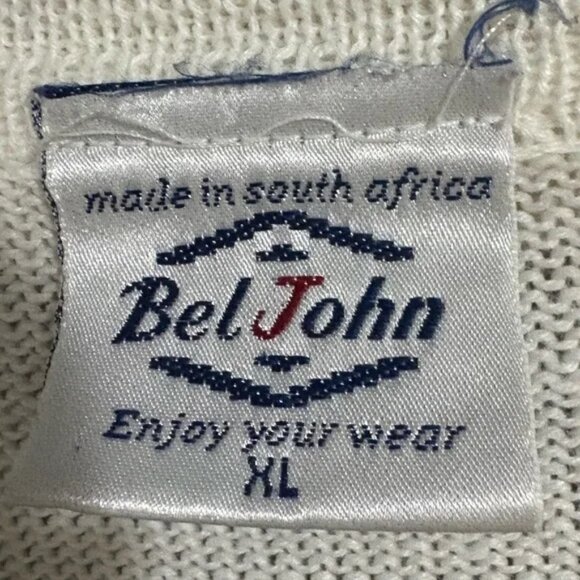 made in south africa
Bel John
Enjoy your wear
XL